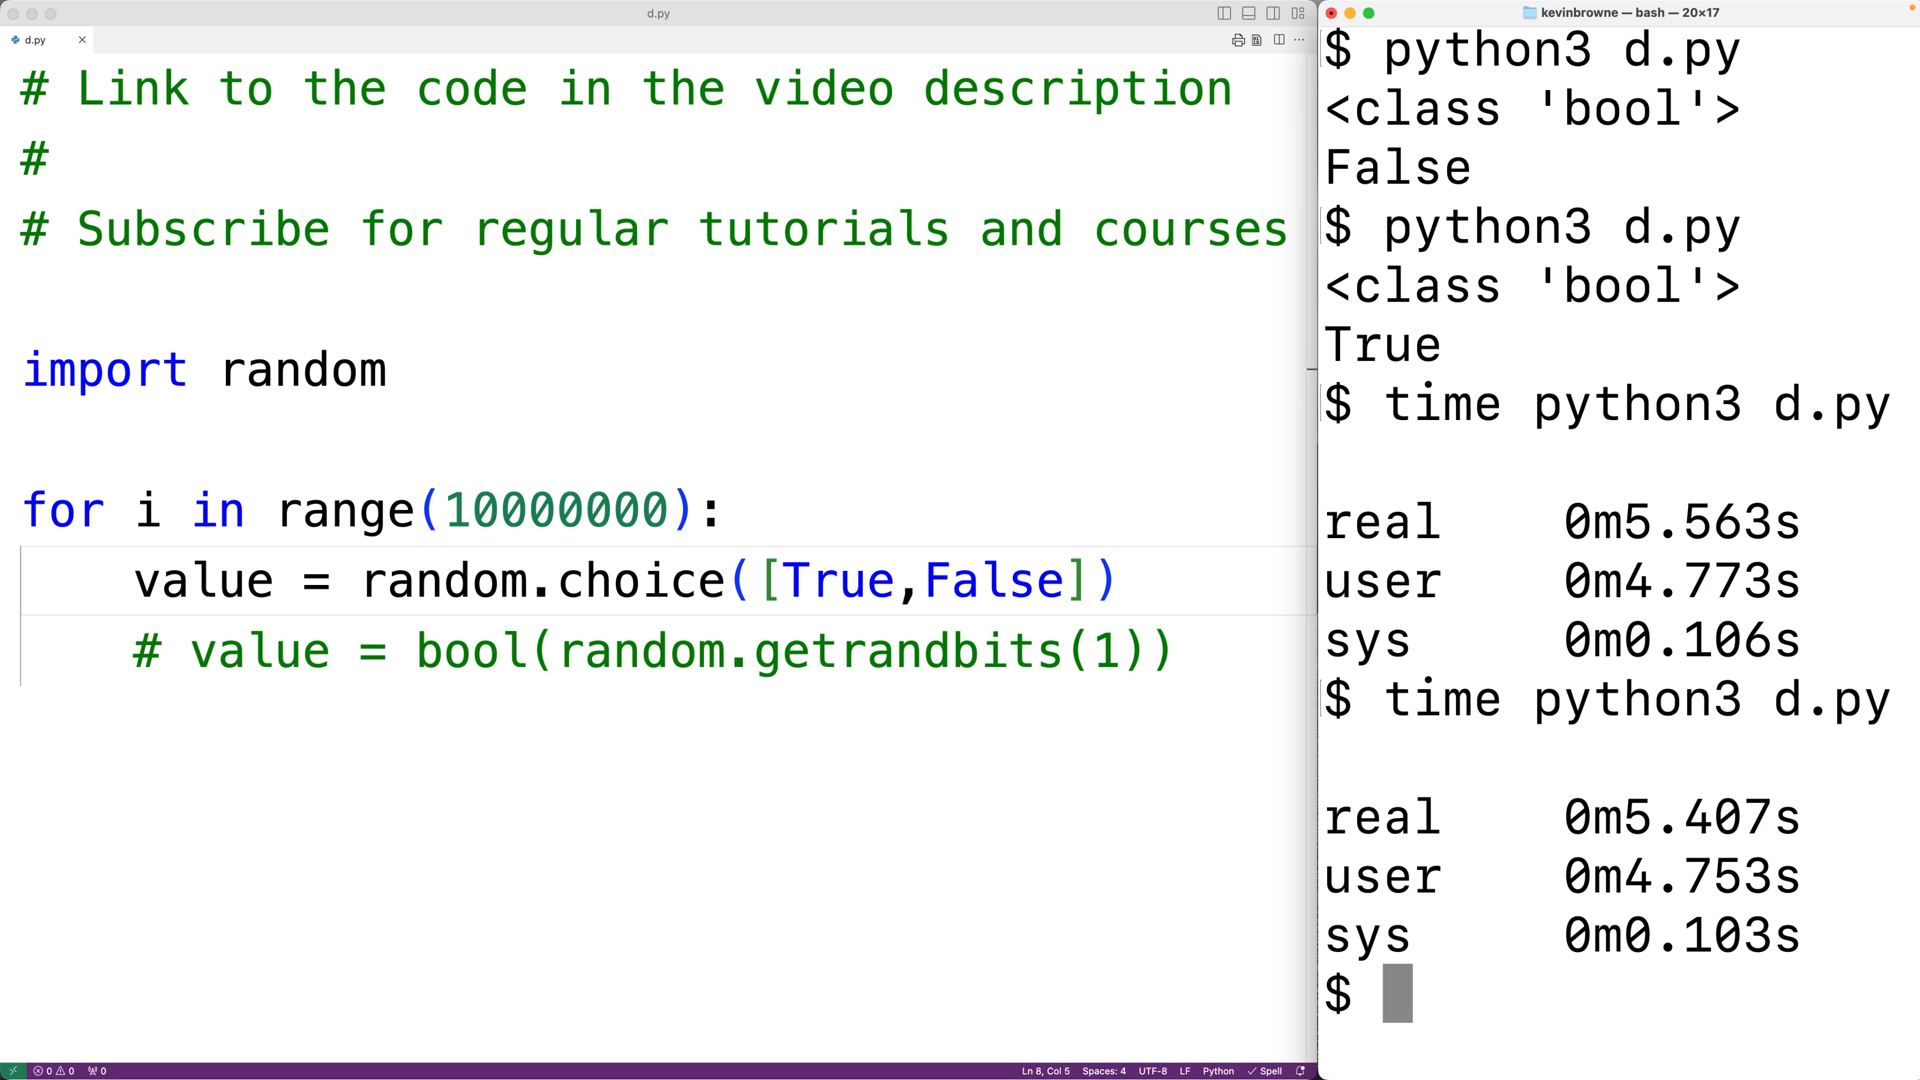 d.py
d.py
# Link to the code in the video description
#
# Subscribe for regular tutorials and courses
import random
for i in range(10000000):
value = random.choice([True,False])
# value = bool(random.getrandbits(1))
0 0 0
Ln 8, Col 5 Spaces: 4 UTF-8 LF Python Spell
kevinbrowne — bash — 20×17
$ python3 d.py
<class 'bool'>
False
$ python3 d.py
<class 'bool'>
True
$ time python3 d.py
real 0m5.563s
user 0m4.773s
sys 0m0.106s
$ time python3 d.py
real 0m5.407s
user 0m4.753s
sys 0m0.103s
$